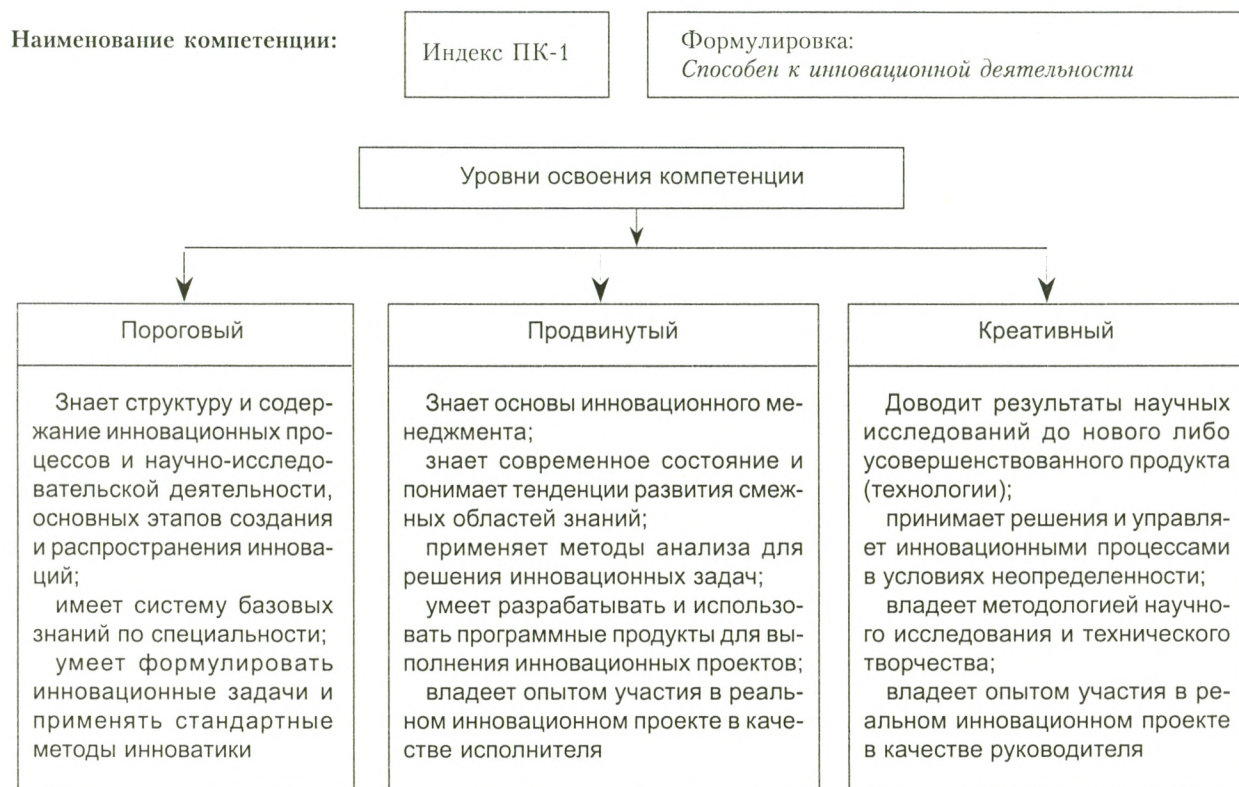 Наименование компетенции:
Индекс ПК-1
Формулировка:
Способен к инновационной деятельности
Уровни освоения компетенции
Пороговый
Знает структуру и содер-
жание инновационных про-
цессов и научно-исследо-
вательской деятельности,
основных этапов создания
и распространения иннова-
ций;
имеет систему базовых
знаний по специальности;
умеет формулировать
инновационные задачи и
применять стандартные
методы инноватики
Продвинутый
Знает основы инновационного ме-
неджмента;
знает современное состояние и
понимает тенденции развития смеж-
ных областей знаний;
применяет методы анализа для
решения инновационных задач;
умеет разрабатывать и использо-
вать программные продукты для вы-
полнения инновационных проектов;
владеет опытом участия в реаль-
ном инновационном проекте в каче-
стве исполнителя
Креативный
Доводит результаты научных
исследований до нового либо
усовершенствованного продукта
(технологии);
принимает решения и управля-
ет инновационными процессами
в условиях неопределенности;
владеет методологией научно-
го исследования и технического
творчества;
владеет опытом участия в ре-
альном инновационном проекте
в качестве руководителя